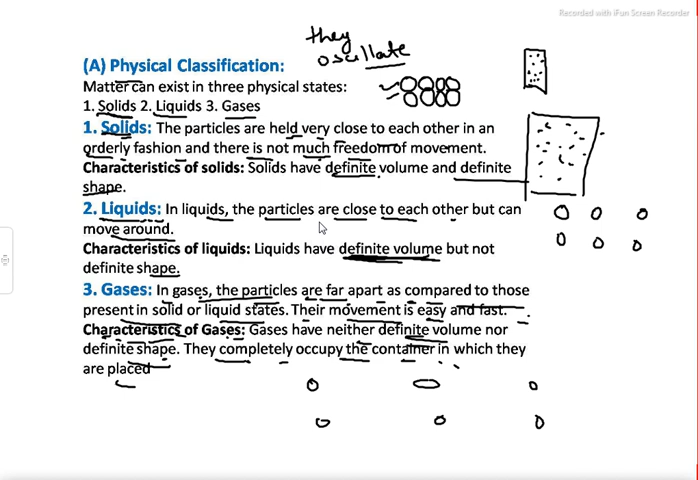 Recorded with iFun Screen Recorder
they
oscillate
(A) Physical Classification:
Matter can exist in three physical states:
1. Solids 2. Liquids 3. Gases
1. Solids: The particles are held very close to each other in an
orderly fashion and there is not much freedom of movement.
Characteristics of solids: Solids have definite volume and definite
shape.
2. Liquids: In liquids, the particles are close to each other but can
move around.
Characteristics of liquids: Liquids have definite volume but not
definite shape.
3. Gases: In gases, the particles are far apart as compared to those
present in solid or liquid states. Their movement is easy and fast.
Characteristics of Gases: Gases have neither definite volume nor
definite shape. They completely occupy the container in which they
are placed